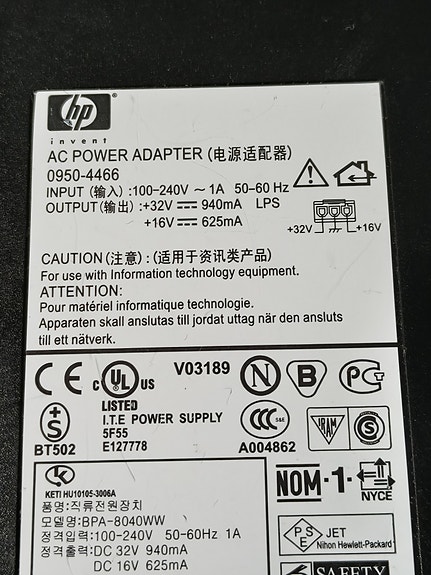 hp
®
invent
AC POWER ADAPTER (电源适配器)
0950-4466
INPUT (输入) :100-240V ~ 1A 50-60 Hz
OUTPUT(输出) :+32V ⎓ 940mA LPS
+16V ⎓ 625mA
+32V +16V
CAUTION (注意) : (适用于资讯类产品)
For use with Information technology equipment.
ATTENTION:
Pour matériel informatique technologie.
Apparaten skall anslutas till jordat uttag när den ansluts
till ett nätverk.
CE
c UL US
LISTED
I.T.E POWER SUPPLY
5F55
E127778
V03189
N
B
PG
+S
BT502
CCC S&E
A004862
IRAM
S
K
KETI HU10105-3006A
품명:직류전원장치
모델명:BPA-8040WW
정격입력:100-240V 50-60Hz 1A
정격출력:DC 32V 940mA
DC 16V 625mA
NOM-1-
NYCE
PSE
JET
Nihon Hewlett-Packard
SAFETY